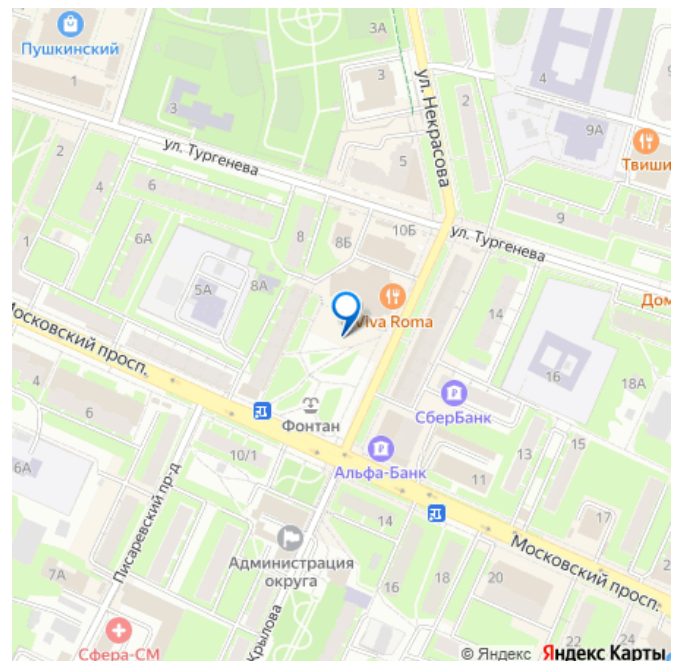 3А
Пушкинский
1
3
4
3
2
9А
Твиши
ул. Некрасова
5
ул. Тургенева
2
4
6
6А
1
8
8Б
10Б
9
ул. Тургенева
5А
8А
Viva Roma
Дом
14
16
18А
Московский просп.
4
6
Фонтан
СберБанк
10/1
Альфа-Банк
11
13
15
6А
Писаревский пр-д
14
17
Московский просп.
Администрация
округа
16
18
20
7А
Сфера-СМ
Крылова
22
24
© Яндекс Яндекс Карты